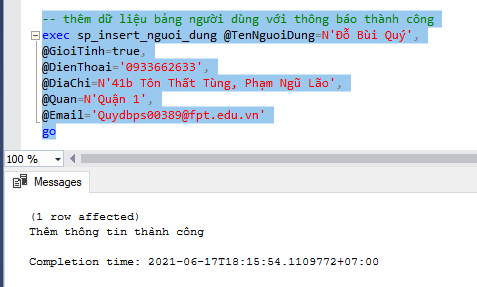 -- thêm dữ liệu bảng người dùng với thông báo thành công
exec sp_insert_nguoi_dung @TenNguoiDung=N'Đỗ Bùi Quý',
@GioiTinh=true,
@DienThoai='0933662633',
@DiaChi=N'41b Tôn Thất Tùng, Phạm Ngũ Lão',
@Quan=N'Quận 1',
@Email='Quydbps00389@fpt.edu.vn'
go
100 %
Messages
(1 row affected)
Thêm thông tin thành công
Completion time: 2021-06-17T18:15:54.1109772+07:00